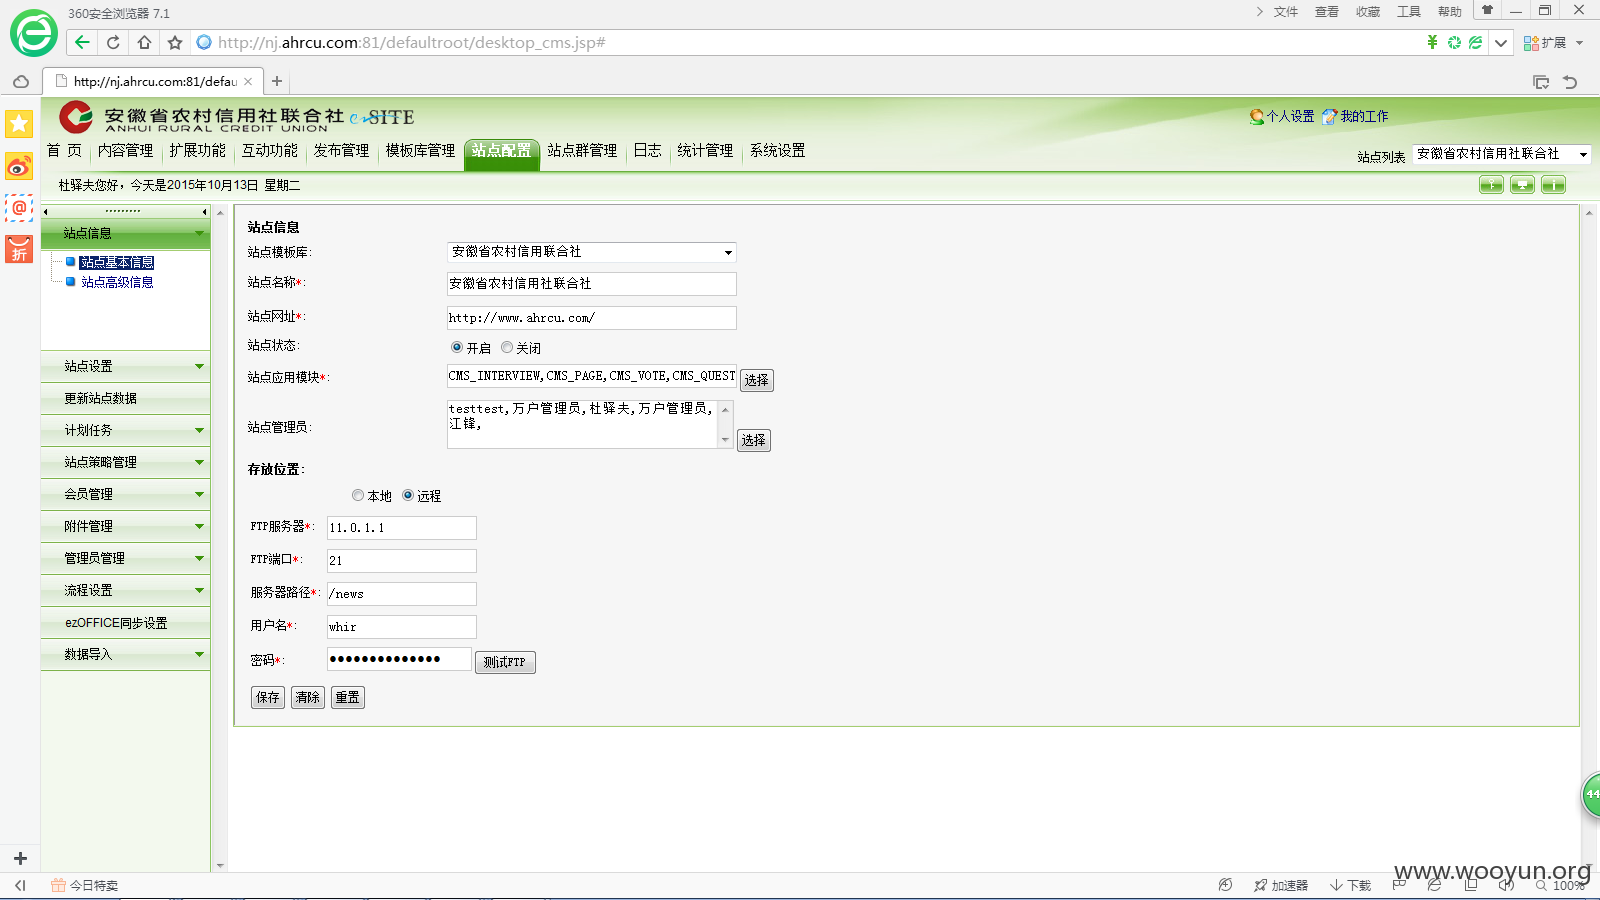 360安全浏览器 7.1
文件 查看 收藏 工具 帮助
http://nj.ahrcu.com:81/defaultroot/desktop_cms.jsp#
扩展
http://nj.ahrcu.com:81/defau
安徽省农村信用社联合社 e-SITE
ANHUI RURAL CREDIT UNION
个人设置 我的工作
首 页 内容管理 扩展功能 互动功能 发布管理 模板库管理 站点配置 站点群管理 日志 统计管理 系统设置
站点列表 安徽省农村信用社联合社
杜驿夫您好，今天是2015年10月13日 星期二
站点信息
站点基本信息
站点高级信息
站点设置
更新站点数据
计划任务
站点策略管理
会员管理
附件管理
管理员管理
流程设置
ezOFFICE同步设置
数据导入
站点信息
站点模板库: 安徽省农村信用社联合社
站点名称*: 安徽省农村信用社联合社
站点网址*: http://www.ahrcu.com/
站点状态: 开启 关闭
站点应用模块*: CMS_INTERVIEW,CMS_PAGE,CMS_VOTE,CMS_QUEST 选择
站点管理员: testtest,万户管理员,杜驿夫,万户管理员,
江锋, 选择
存放位置:
本地 远程
FTP服务器*: 11.0.1.1
FTP端口*: 21
服务器路径*: /news
用户名*: whir
密码*: ●●●●●●●●●●●●●● 测试FTP
保存 清除 重置
44
www.wooyun.org
今日特卖
加速器 下载 100%
折